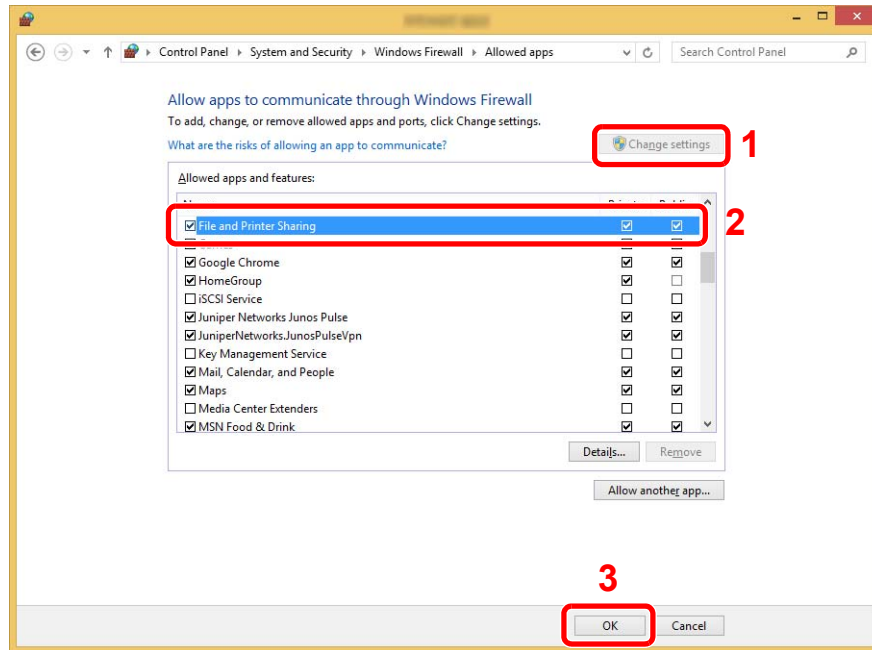 Control Panel System and Security Windows Firewall Allowed apps Search Control Panel
Allow apps to communicate through Windows Firewall
To add, change, or remove allowed apps and ports, click Change settings.
What are the risks of allowing an app to communicate? Change settings 1
Allowed apps and features:
File and Printer Sharing 2
Google Chrome
HomeGroup
iSCSI Service
Juniper Networks Junos Pulse
JuniperNetworks.JunosPulseVpn
Key Management Service
Mail, Calendar, and People
Maps
Media Center Extenders
MSN Food & Drink
Details... Remove
Allow another app...
3
OK Cancel